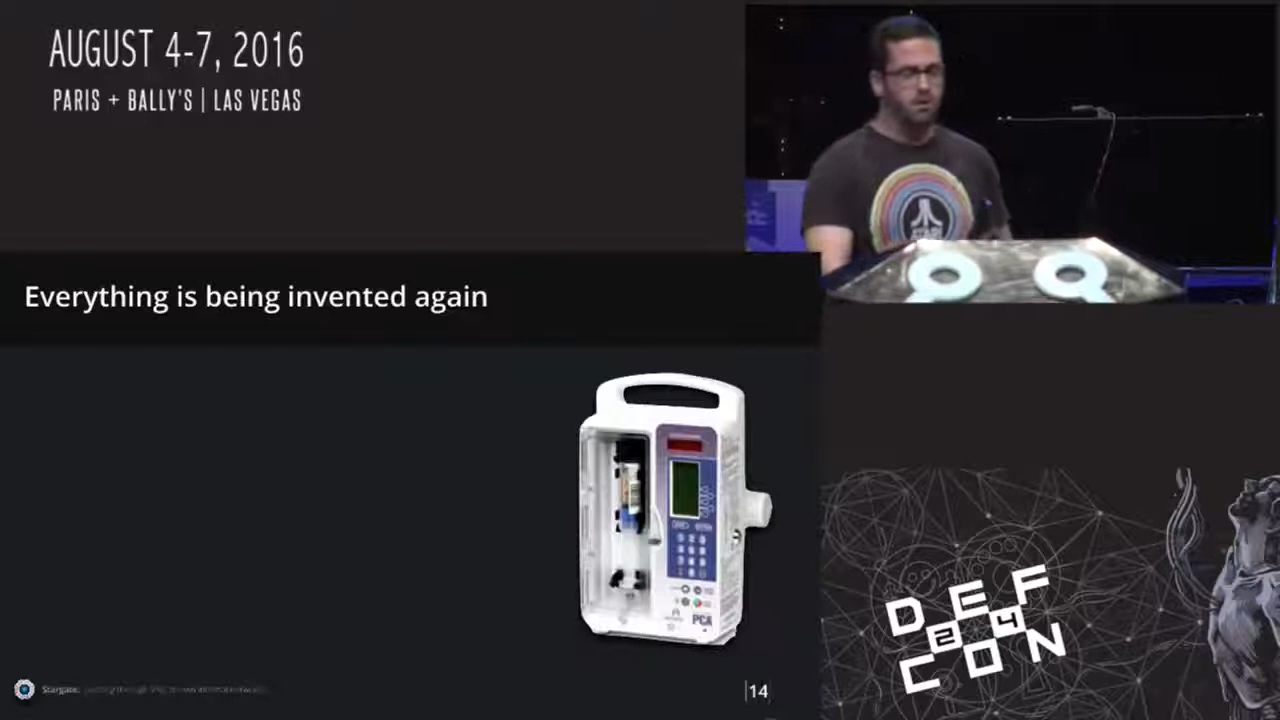 AUGUST 4-7, 2016
PARIS + BALLY'S | LAS VEGAS
ATARI
Everything is being invented again
PCA
Stargate:
14
DEF
24
CON